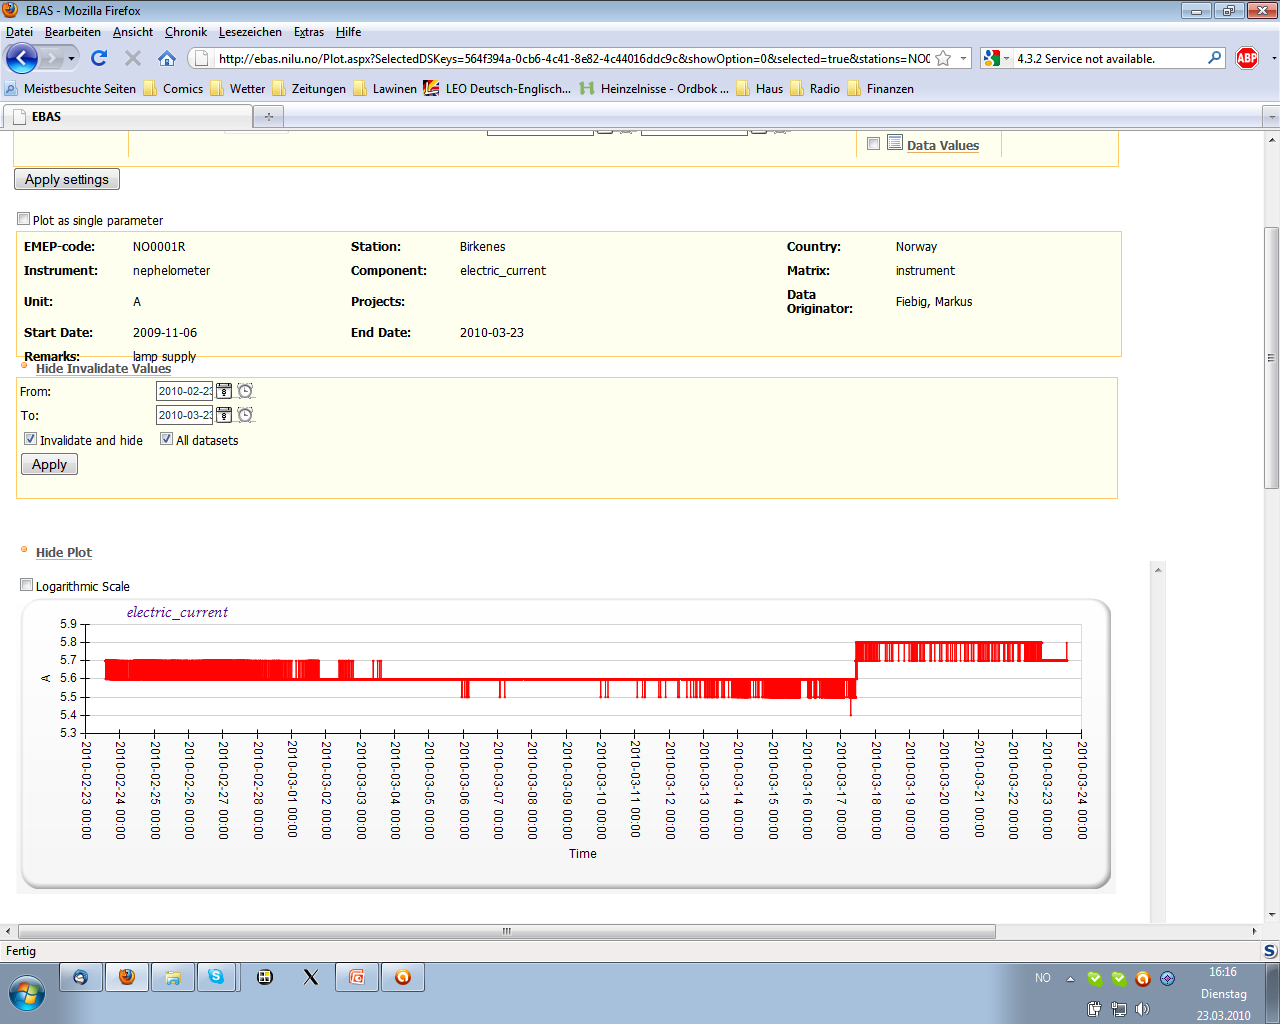 EBAS - Mozilla Firefox
Datei Bearbeiten Ansicht Chronik Lesezeichen Extras Hilfe
http://ebas.nilu.no/Plot.aspx?SelectedDSKeys=564f394a-0cb6-4c41-8e82-4c44016ddc9c&showOption=0&selected=true&stations=NO0 4.3.2 Service not available. ABP
Meistbesuchte Seiten Comics Wetter Zeitungen Lawinen LEO Deutsch-Englisch... Heinzelnisse - Ordbok ... Haus Radio Finanzen
EBAS
Data Values
Apply settings
Plot as single parameter
EMEP-code: NO0001R Station: Birkenes Country: Norway
Instrument: nephelometer Component: electric_current Matrix: instrument
Unit: A Projects: Data Originator: Fiebig, Markus
Start Date: 2009-11-06 End Date: 2010-03-23
Remarks: lamp supply
Hide Invalidate Values
From: 2010-02-23
To: 2010-03-23
Invalidate and hide All datasets
Apply
Hide Plot
Logarithmic Scale
electric_current
5.9
5.8
5.7
5.6
5.5
5.4
5.3
A
2010-02-23 00:00
2010-02-24 00:00
2010-02-25 00:00
2010-02-26 00:00
2010-02-27 00:00
2010-02-28 00:00
2010-03-01 00:00
2010-03-02 00:00
2010-03-03 00:00
2010-03-04 00:00
2010-03-05 00:00
2010-03-06 00:00
2010-03-07 00:00
2010-03-08 00:00
2010-03-09 00:00
2010-03-10 00:00
2010-03-11 00:00
2010-03-12 00:00
2010-03-13 00:00
2010-03-14 00:00
2010-03-15 00:00
2010-03-16 00:00
2010-03-17 00:00
2010-03-18 00:00
2010-03-19 00:00
2010-03-20 00:00
2010-03-21 00:00
2010-03-22 00:00
2010-03-23 00:00
2010-03-24 00:00
Time
Fertig
NO 16:16
Dienstag
23.03.2010